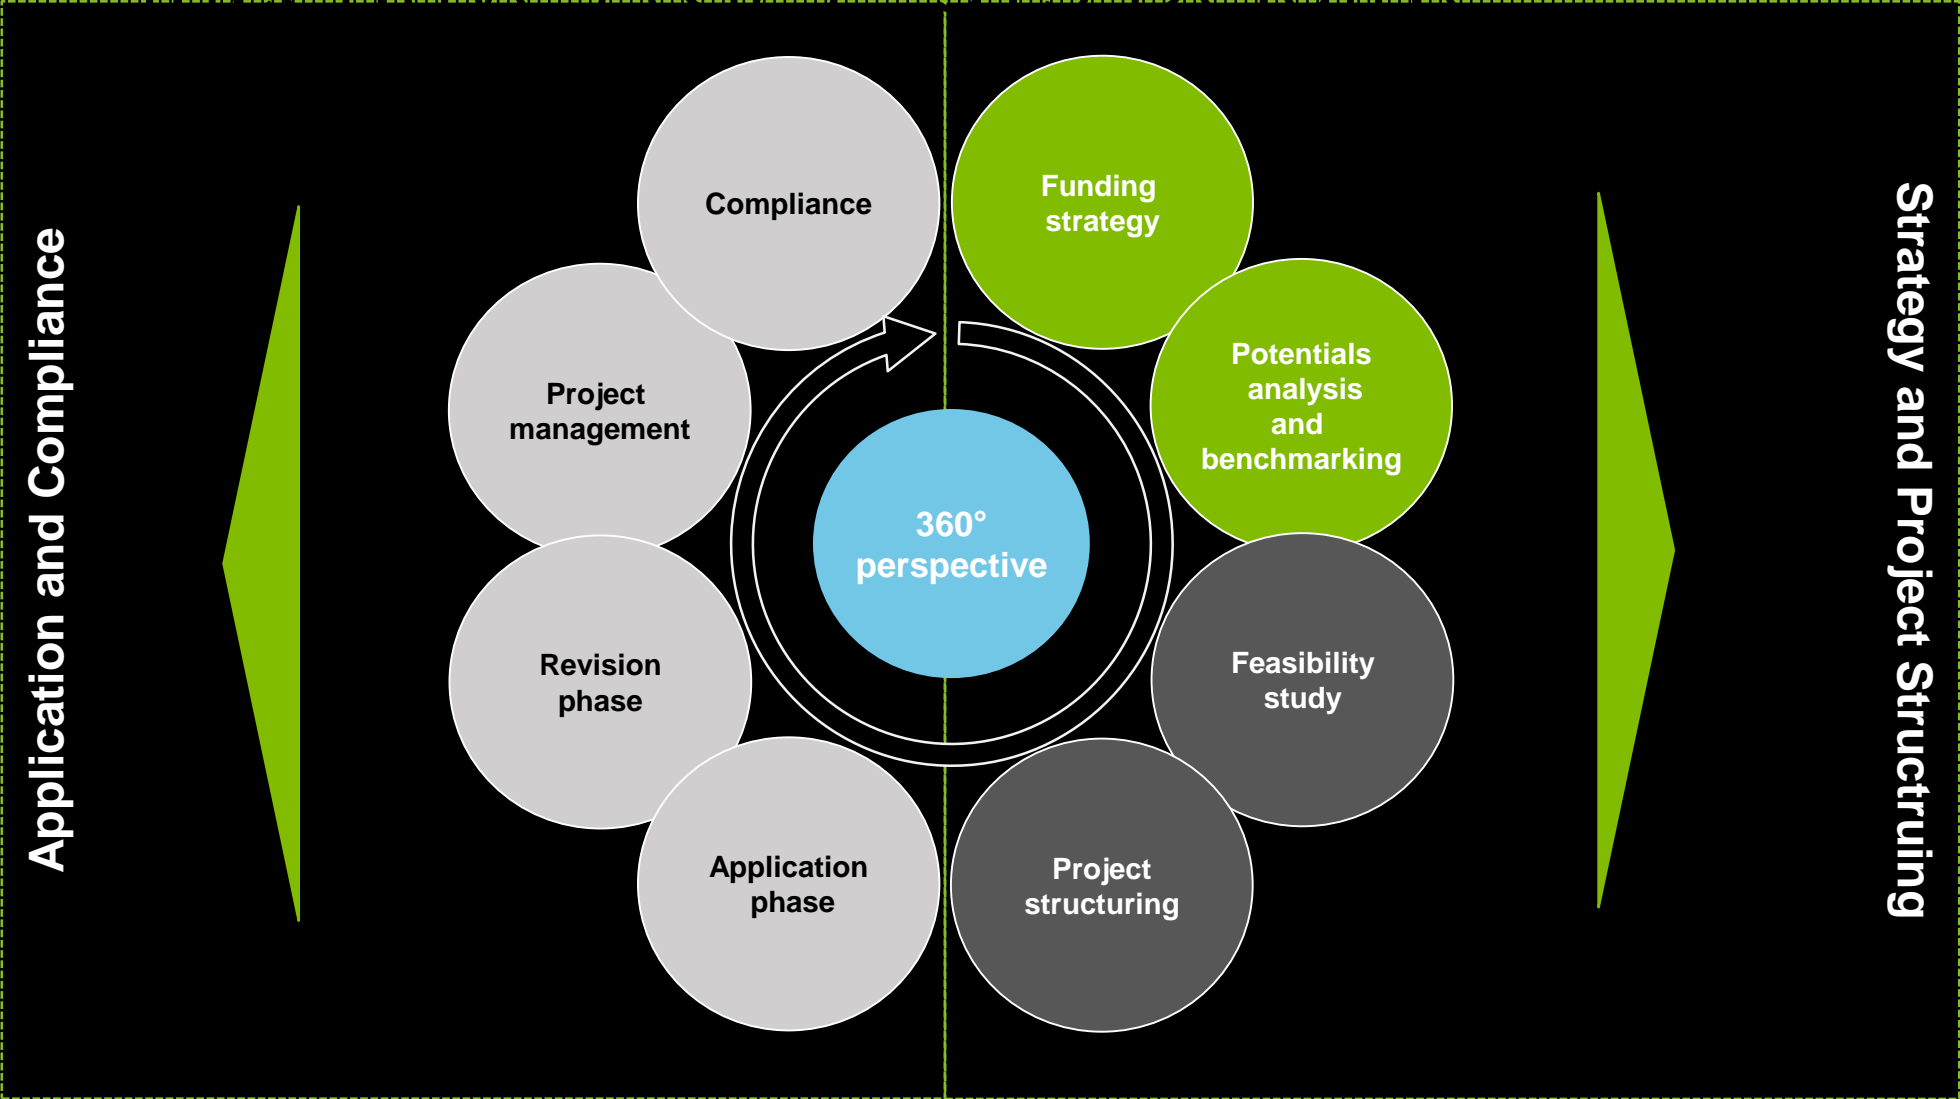 Application and Compliance
Compliance
Funding
strategy
Project
management
Potentials
analysis
and
benchmarking
360°
perspective
Revision
phase
Feasibility
study
Application
phase
Project
structuring
Strategy and Project Structruing